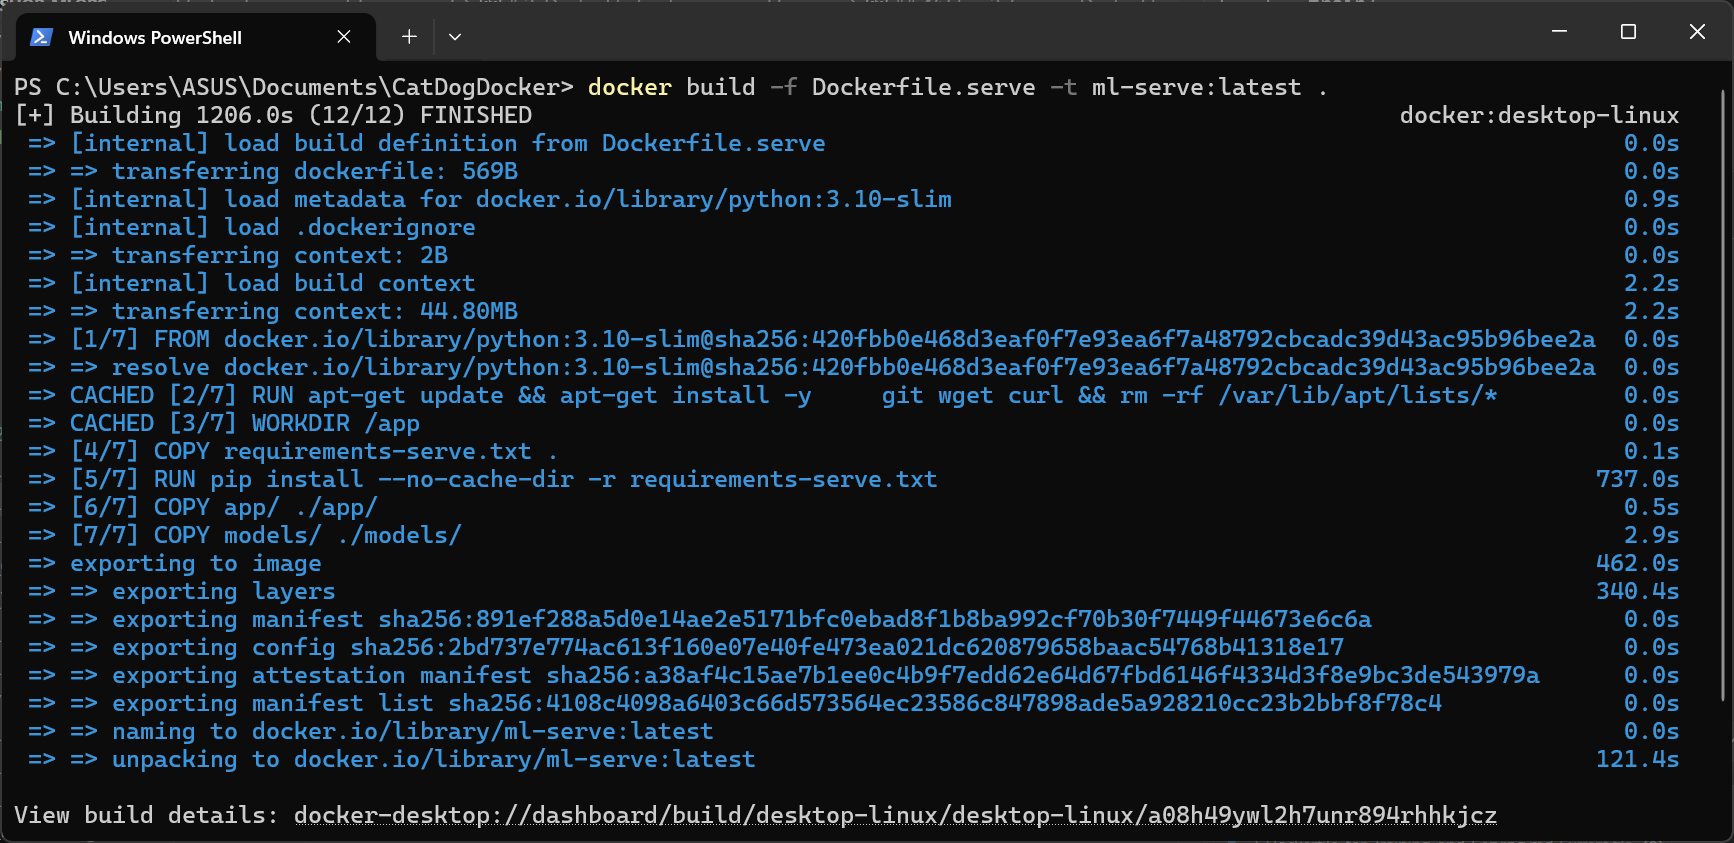 Windows PowerShell
PS C:\Users\ASUS\Documents\CatDogDocker> docker build -f Dockerfile.serve -t ml-serve:latest .
[+] Building 1206.0s (12/12) FINISHED docker:desktop-linux
=> [internal] load build definition from Dockerfile.serve 0.0s
=> => transferring dockerfile: 569B 0.0s
=> [internal] load metadata for docker.io/library/python:3.10-slim 0.9s
=> [internal] load .dockerignore 0.0s
=> => transferring context: 2B 0.0s
=> [internal] load build context 2.2s
=> => transferring context: 44.80MB 2.2s
=> [1/7] FROM docker.io/library/python:3.10-slim@sha256:420fbb0e468d3eaf0f7e93ea6f7a48792cbcadc39d43ac95b96bee2a 0.0s
=> => resolve docker.io/library/python:3.10-slim@sha256:420fbb0e468d3eaf0f7e93ea6f7a48792cbcadc39d43ac95b96bee2a 0.0s
=> CACHED [2/7] RUN apt-get update && apt-get install -y     git wget curl && rm -rf /var/lib/apt/lists/* 0.0s
=> CACHED [3/7] WORKDIR /app 0.0s
=> [4/7] COPY requirements-serve.txt . 0.1s
=> [5/7] RUN pip install --no-cache-dir -r requirements-serve.txt 737.0s
=> [6/7] COPY app/ ./app/ 0.5s
=> [7/7] COPY models/ ./models/ 2.9s
=> exporting to image 462.0s
=> => exporting layers 340.4s
=> => exporting manifest sha256:891ef288a5d0e14ae2e5171bfc0ebad8f1b8ba992cf70b30f7449f44673e6c6a 0.0s
=> => exporting config sha256:2bd737e774ac613f160e07e40fe473ea021dc620879658baac54768b41318e17 0.0s
=> => exporting attestation manifest sha256:a38af4c15ae7b1ee0c4b9f7edd62e64d67fbd6146f4334d3f8e9bc3de543979a 0.0s
=> => exporting manifest list sha256:4108c4098a6403c66d573564ec23586c847898ade5a928210cc23b2bbf8f78c4 0.0s
=> => naming to docker.io/library/ml-serve:latest 0.0s
=> => unpacking to docker.io/library/ml-serve:latest 121.4s
View build details: docker-desktop://dashboard/build/desktop-linux/desktop-linux/a08h49ywl2h7unr894rhhkjcz